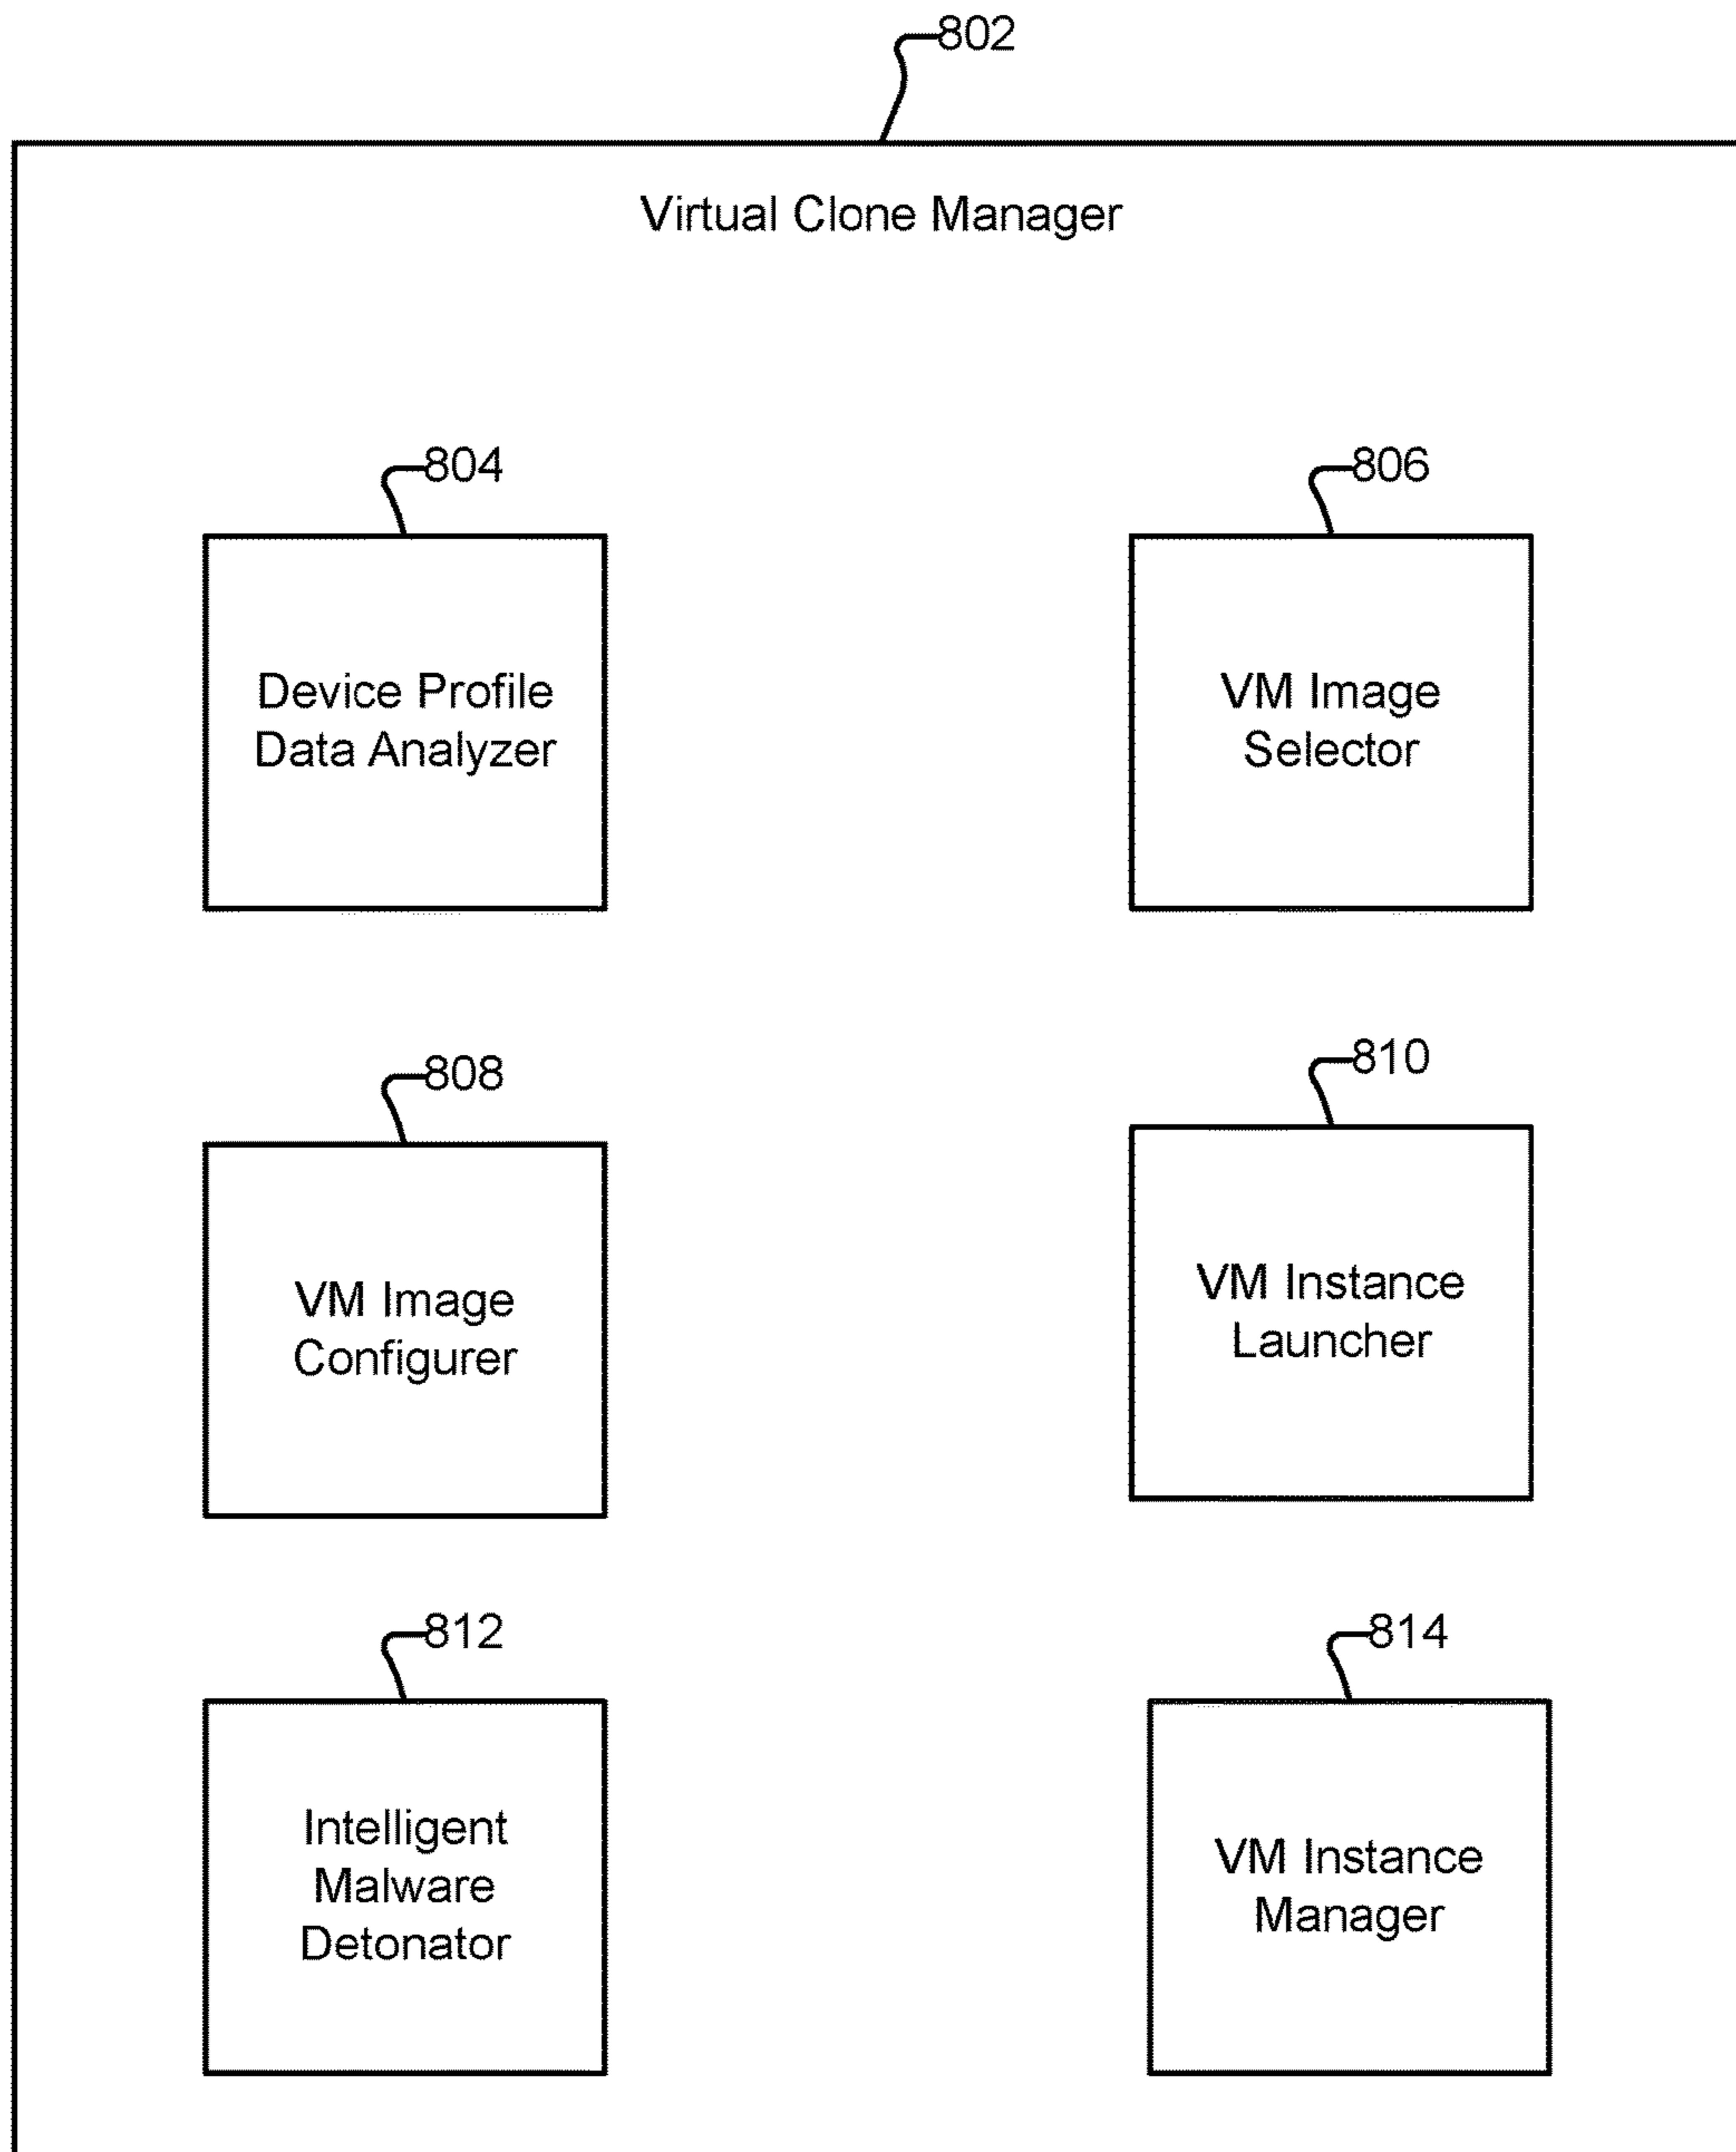 802
Virtual Clone Manager
804
806
Device Profile
Data Analyzer
VM Image
Selector
808
810
VM Image
Configurer
VM Instance
Launcher
812
814
Intelligent
Malware
Detonator
VM Instance
Manager